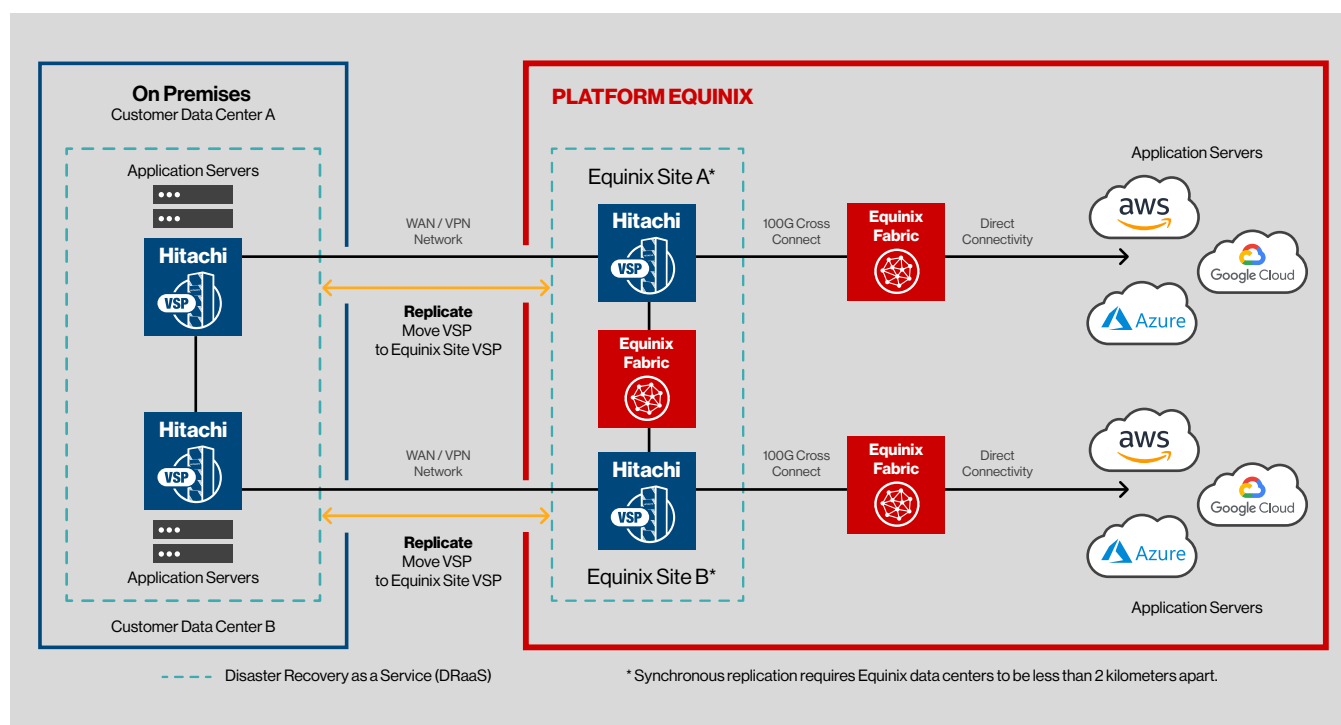 On Premises
Customer Data Center A
Application Servers
Hitachi
VSP
Hitachi
VSP
Application Servers
Customer Data Center B
WAN / VPN
Network
Replicate
Move VSP
to Equinix Site VSP
WAN / VPN
Network
Replicate
Move VSP
to Equinix Site VSP
PLATFORM EQUINIX
Equinix Site A*
Hitachi
VSP
Equinix
Fabric
Hitachi
VSP
Equinix Site B*
100G Cross
Connect
Equinix
Fabric
Direct
Connectivity
Application Servers
aws
Google Cloud
Azure
100G Cross
Connect
Equinix
Fabric
Direct
Connectivity
aws
Google Cloud
Azure
Application Servers
Disaster Recovery as a Service (DRaaS)
* Synchronous replication requires Equinix data centers to be less than 2 kilometers apart.